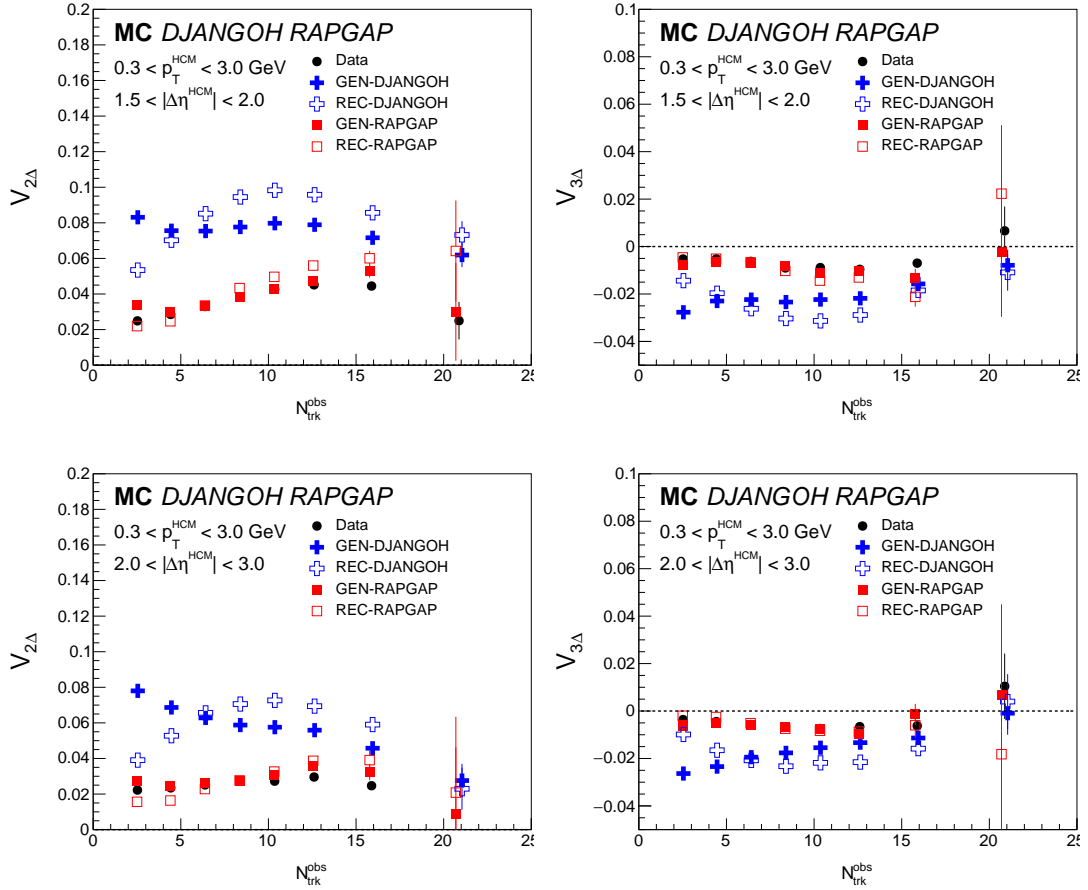 MC DJANGOH RAPGAP
0.3 < p_T^HCM < 3.0 GeV
1.5 < |Δη^HCM| < 2.0
Data
GEN-DJANGOH
REC-DJANGOH
GEN-RAPGAP
REC-RAPGAP
V_2Δ
0.2
0.18
0.16
0.14
0.12
0.1
0.08
0.06
0.04
0.02
0
0 5 10 15 20 25
N_trk^obs
MC DJANGOH RAPGAP
0.3 < p_T^HCM < 3.0 GeV
1.5 < |Δη^HCM| < 2.0
Data
GEN-DJANGOH
REC-DJANGOH
GEN-RAPGAP
REC-RAPGAP
V_3Δ
0.1
0.08
0.06
0.04
0.02
0
−0.02
−0.04
0 5 10 15 20 25
N_trk^obs
MC DJANGOH RAPGAP
0.3 < p_T^HCM < 3.0 GeV
2.0 < |Δη^HCM| < 3.0
Data
GEN-DJANGOH
REC-DJANGOH
GEN-RAPGAP
REC-RAPGAP
V_2Δ
0.2
0.18
0.16
0.14
0.12
0.1
0.08
0.06
0.04
0.02
0
0 5 10 15 20 25
N_trk^obs
MC DJANGOH RAPGAP
0.3 < p_T^HCM < 3.0 GeV
2.0 < |Δη^HCM| < 3.0
Data
GEN-DJANGOH
REC-DJANGOH
GEN-RAPGAP
REC-RAPGAP
V_3Δ
0.1
0.08
0.06
0.04
0.02
0
−0.02
−0.04
0 5 10 15 20 25
N_trk^obs